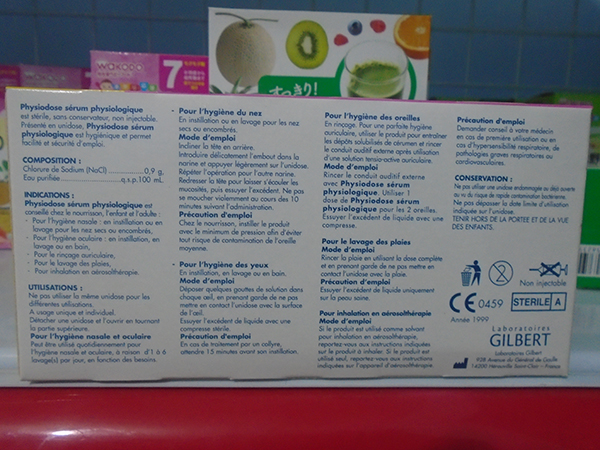 WAKODO
7
すっきり!
Physiodose sérum physiologique
est stérile, sans conservateur, non injectable.
Présenté en unidose, Physiodose sérum
physiologique est hygiénique et permet
facilité et sécurité d'emploi.
COMPOSITION :
Chlorure de Sodium (NaCl) 0.9 g,
Eau purifiée q.s.p.100 mL
INDICATIONS :
Physiodose sérum physiologique est
conseillé chez le nourrisson, l'enfant et l'adulte :
- Pour l'hygiène nasale : en instillation ou en
lavage pour les nez secs ou encombrés,
- Pour l'hygiène oculaire : en instillation, en
lavage ou en bain,
- Pour le rinçage auriculaire,
- Pour le lavage des plaies,
- Pour inhalation en aérosolthérapie.
UTILISATIONS :
Ne pas utiliser la même unidose pour les
différentes utilisations.
A usage unique et individuel.
Détacher une unidose et l'ouvrir en tournant
la partie supérieure.
Pour l'hygiène nasale et oculaire
Peut être utilisé quotidiennement pour
l'hygiène nasale et oculaire, à raison d'1 à 6
lavage(s) par jour, en fonction des besoins.
- Pour l'hygiène du nez
En instillation ou en lavage pour les nez
secs ou encombrés.
Mode d'emploi
Incliner la tête en arrière.
Introduire délicatement l'embout dans la
narine et appuyer légèrement sur l'unidose.
Répéter l'opération pour l'autre narine.
Redresser la tête pour laisser s'écouler les
mucosités, puis essuyer l'excédent. Ne pas
se moucher violemment au cours des 10
minutes suivant l'administration.
Précaution d'emploi
Chez le nourrisson, instiller le produit
avec le minimum de pression afin d'éviter
tout risque de contamination de l'oreille
moyenne.
- Pour l'hygiène des yeux
En instillation, en lavage ou en bain.
Mode d'emploi
Déposer quelques gouttes de solution dans
chaque œil, en prenant garde de ne pas
mettre en contact l'unidose avec la surface
de l'œil.
Essuyer l'excédent de liquide avec une
compresse stérile.
Précaution d'emploi
En cas de traitement par un collyre,
attendre 15 minutes avant son instillation.
Pour l'hygiène des oreilles
En rinçage. Pour une parfaite hygiène
auriculaire, utiliser le produit pour entraîner
les dépôts solubilisés de cérumen et rincer
le conduit auditif externe après utilisation
d'une solution tensio-active auriculaire.
Mode d'emploi
Rincer le conduit auditif externe
avec Physiodose sérum
physiologique. Utiliser 1
dose de Physiodose sérum
physiologique pour les 2 oreilles.
Essuyer l'excédent de liquide avec une
compresse.
Pour le lavage des plaies
Mode d'emploi
Rincer la plaie en utilisant la dose complète
et en prenant garde de ne pas mettre en
contact l'unidose avec la plaie.
Précaution d'emploi
Essuyer l'excédent de liquide uniquement
sur la peau saine.
Pour inhalation en aérosolthérapie
Mode d'emploi
Si le produit est utilisé comme solvant
pour inhalation en aérosolthérapie,
reportez-vous aux instructions indiquées
sur le produit à inhaler. Si le produit est
utilisé seul, reportez-vous aux instructions
indiquées sur l'appareil d'aérosolthérapie.
Précaution d'emploi
Demander conseil à votre médecin
en cas de première utilisation ou en
cas d'hypersensibilité respiratoire, de
pathologies graves respiratoires ou
cardiovasculaires.
CONSERVATION :
Ne pas utiliser une unidose endommagée ou déjà ouverte
au vu du risque de rapide contamination bactérienne.
Ne pas dépasser la date limite d'utilisation
indiquée sur l'unidose.
TENIR HORS DE LA PORTEE ET DE LA VUE
DES ENFANTS.
2
Non injectable
CE 0459 STERILE A
Année 1999
Laboratoires
GILBERT
Laboratoires Gilbert
928 Avenue du Général de Gaulle
14200 Herouville Saint-Clair - France